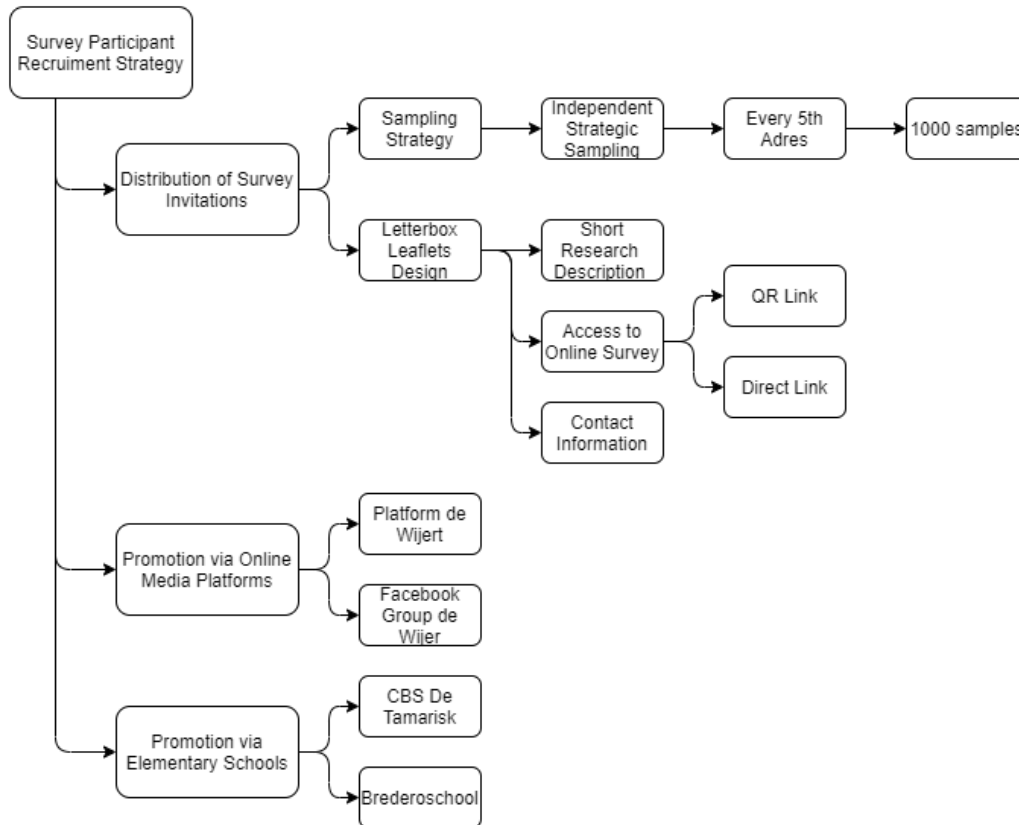 Survey Participant
Recruiment Strategy
Distribution of Survey
Invitations
Sampling
Strategy
Independent
Strategic
Sampling
Every 5th
Adres
1000 samples
Letterbox
Leaflets
Design
Short
Research
Description
Access to
Online Survey
QR Link
Direct Link
Contact
Information
Promotion via Online
Media Platforms
Platform de
Wijert
Facebook
Group de
Wijer
Promotion via
Elementary Schools
CBS De
Tamarisk
Brederoschool